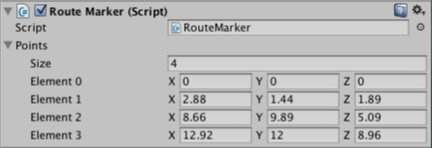 Route Marker (Script)
Script RouteMarker
Points
Size 4
Element 0 X 0 Y 0 Z 0
Element 1 X 2.88 Y 1.44 Z 1.89
Element 2 X 8.66 Y 9.89 Z 5.09
Element 3 X 12.92 Y 12 Z 8.96